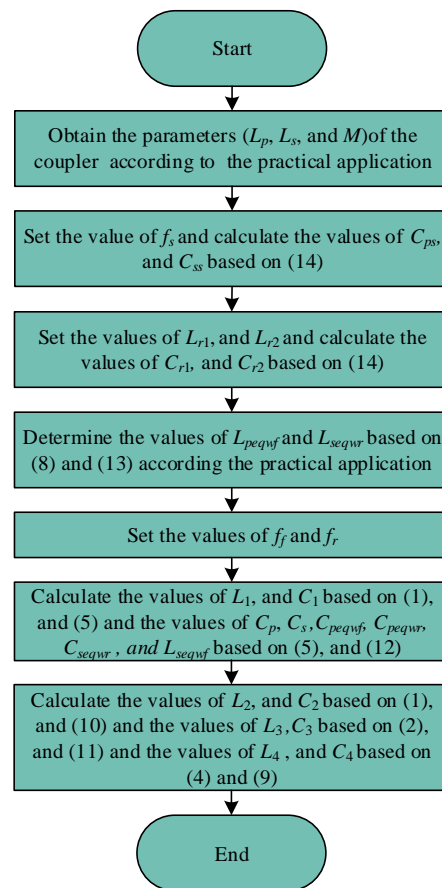 Start
Obtain the parameters (Lp, Ls, and M)of the
coupler according to the practical application
Set the value of fs and calculate the values of Cps,
and Css based on (14)
Set the values of Lr1, and Lr2 and calculate the
values of Cr1, and Cr2 based on (14)
Determine the values of Lpeqwf and Lseqwr based on
(8) and (13) according the practical application
Set the values of ff and fr
Calculate the values of L1, and C1 based on (1),
and (5) and the values of Cp, Cs,Cpeqwf, Cpeqwr,
Cseqwr , and Lseqwf based on (5), and (12)
Calculate the values of L2, and C2 based on (1),
and (10) and the values of L3,C3 based on (2),
and (11) and the values of L4 , and C4 based on
(4) and (9)
End